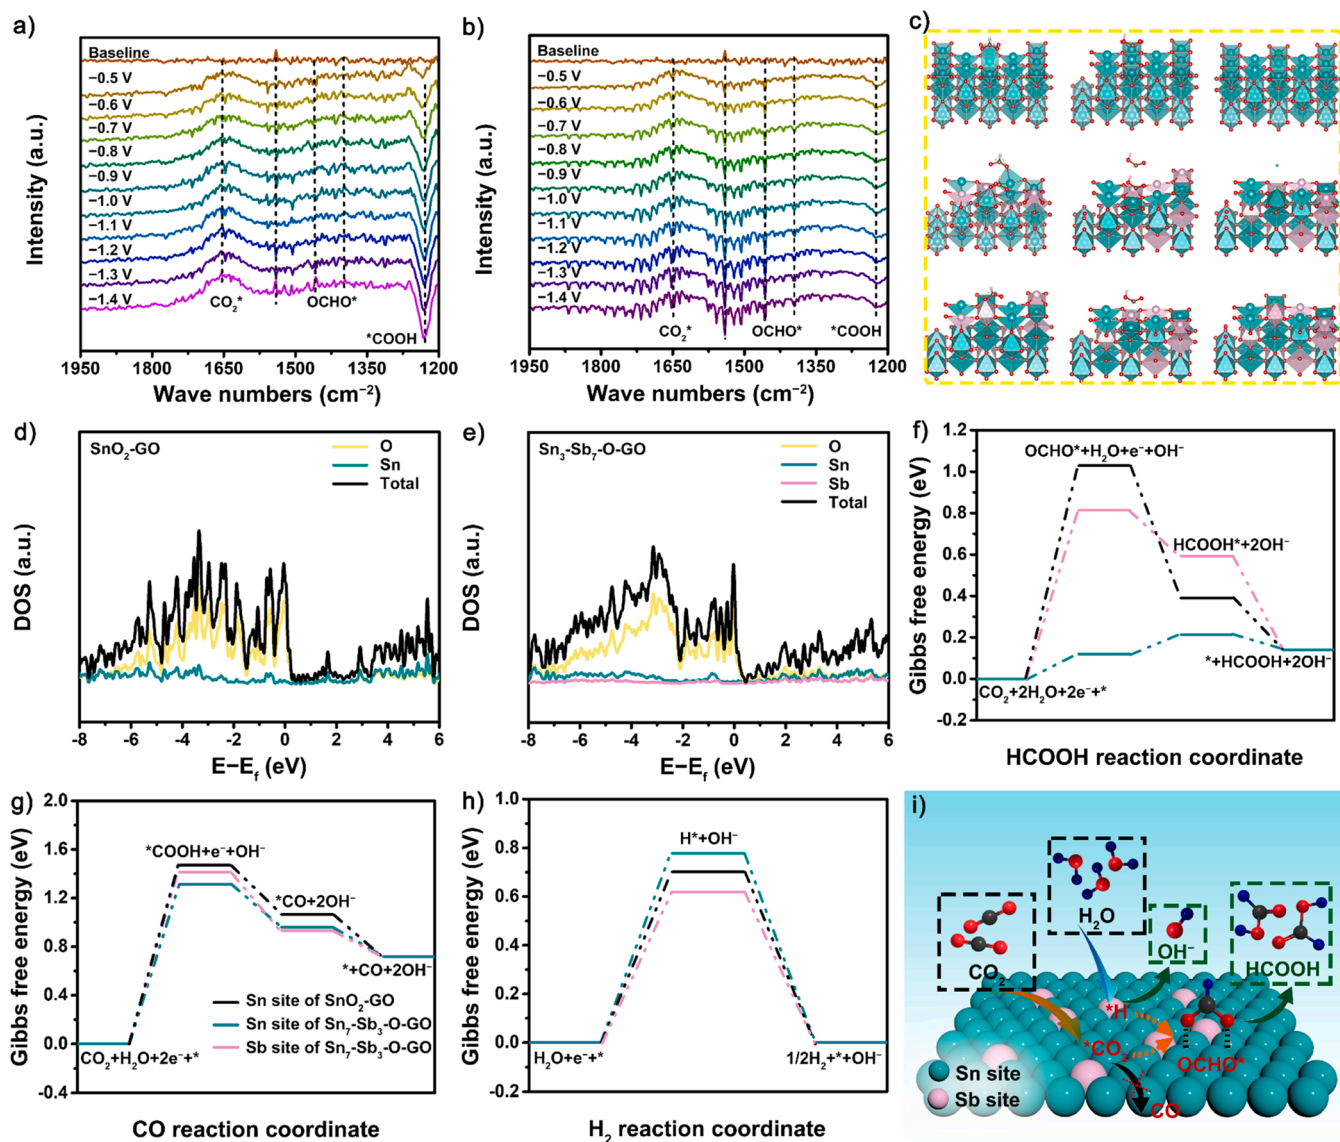 a)
Baseline
−0.5 V
−0.6 V
−0.7 V
−0.8 V
−0.9 V
−1.0 V
−1.1 V
−1.2 V
−1.3 V
−1.4 V
CO₂*
OCHO*
*COOH
Intensity (a.u.)
1950 1800 1650 1500 1350 1200
Wave numbers (cm⁻²)
b)
Baseline
−0.5 V
−0.6 V
−0.7 V
−0.8 V
−0.9 V
−1.0 V
−1.1 V
−1.2 V
−1.3 V
−1.4 V
CO₂*
OCHO*
*COOH
Intensity (a.u.)
1950 1800 1650 1500 1350 1200
Wave numbers (cm⁻²)
c)
d)
SnO₂-GO
O
Sn
Total
DOS (a.u.)
-8 -6 -4 -2 0 2 4 6
E−E_f (eV)
e)
Sn₃-Sb₇-O-GO
O
Sn
Sb
Total
DOS (a.u.)
-8 -6 -4 -2 0 2 4 6
E−E_f (eV)
f)
Gibbs free energy (eV)
1.2
1.0
0.8
0.6
0.4
0.2
0.0
-0.2
OCHO*+H₂O+e⁻+OH⁻
HCOOH*+2OH⁻
*+HCOOH+2OH⁻
CO₂+2H₂O+2e⁻+*
HCOOH reaction coordinate
g)
Gibbs free energy (eV)
2.0
1.6
1.2
0.8
0.4
0.0
-0.4
*COOH+e⁻+OH⁻
*CO+2OH⁻
*+CO+2OH⁻
CO₂+H₂O+2e⁻+*
Sn site of SnO₂-GO
Sn site of Sn₇-Sb₃-O-GO
Sb site of Sn₇-Sb₃-O-GO
CO reaction coordinate
h)
Gibbs free energy (eV)
1.0
0.8
0.6
0.4
0.2
0.0
-0.2
H*+OH⁻
H₂O+e⁻+*
1/2H₂+*+OH⁻
H₂ reaction coordinate
i)
H₂O
CO₂
OH⁻
HCOOH
*H
*CO₂
OCHO*
CO
Sn site
Sb site